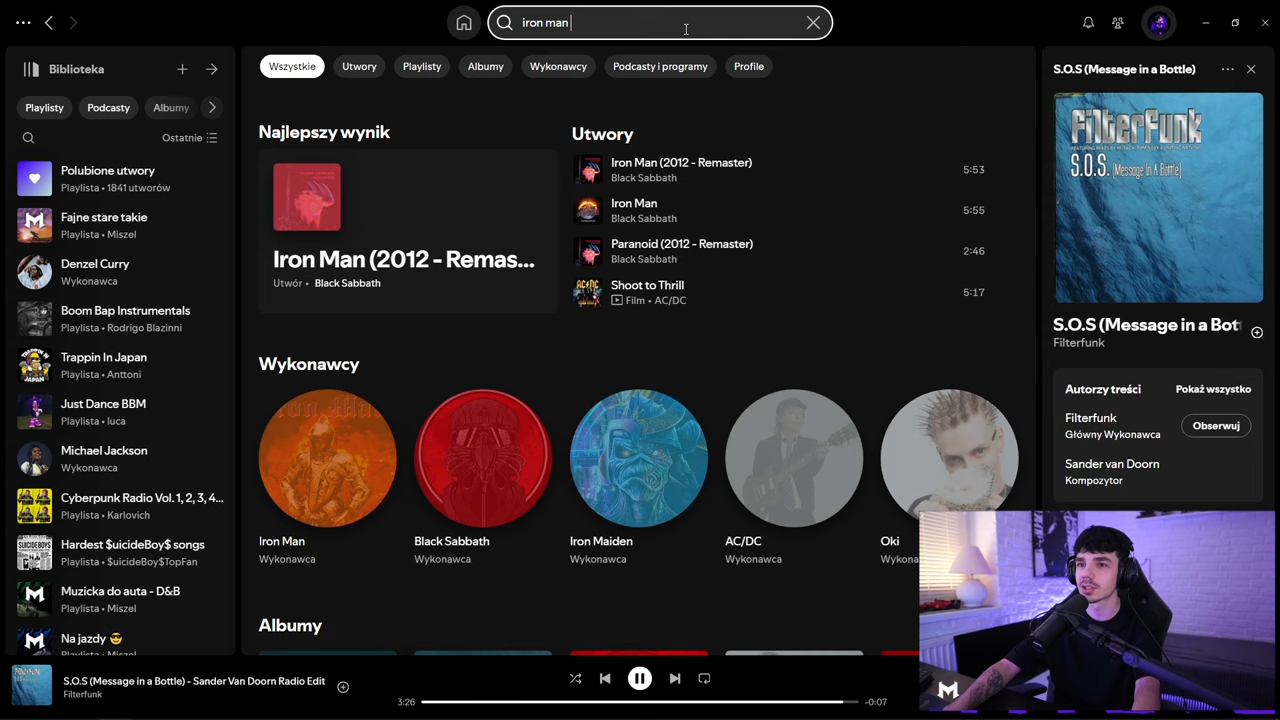 iron man
Biblioteka
Playlisty
Podcasty
Albumy
Ostatnie
Polubione utwory
Playlista • 1841 utworów
Fajne stare takie
Playlista • Miszel
Denzel Curry
Wykonawca
Boom Bap Instrumentals
Playlista • Rodrigo Blazinni
Trappin In Japan
Playlista • Anttoni
Just Dance BBM
Playlista • luca
Michael Jackson
Wykonawca
Cyberpunk Radio Vol. 1, 2, 3, 4...
Playlista • Karlovich
Hardest $uicideBoy$ songs
Playlista • $uicideBoy$TopFan
Muzicka do auta - D&B
Playlista • Miszel
Na jazdy 😎
Playlista • Miszel
Wszystkie
Utwory
Playlisty
Albumy
Wykonawcy
Podcasty i programy
Profile
Najlepszy wynik
Iron Man (2012 - Remas...
Utwór • Black Sabbath
Utwory
Iron Man (2012 - Remaster)
Black Sabbath
5:53
Iron Man
Black Sabbath
5:55
Paranoid (2012 - Remaster)
Black Sabbath
2:46
Shoot to Thrill
Film • AC/DC
5:17
Wykonawcy
Iron Man
Wykonawca
Black Sabbath
Wykonawca
Iron Maiden
Wykonawca
AC/DC
Wykonawca
Oki
Albumy
S.O.S (Message in a Bottle)
Filterfunk
S.O.S. (Message In A Bottle)
S.O.S (Message in a Bot
Filterfunk
Autorzy treści
Pokaż wszystko
Filterfunk
Główny Wykonawca
Obserwuj
Sander van Doorn
Kompozytor
S.O.S (Message in a Bottle) - Sander Van Doorn Radio Edit
Filterfunk
3:26
-0:07